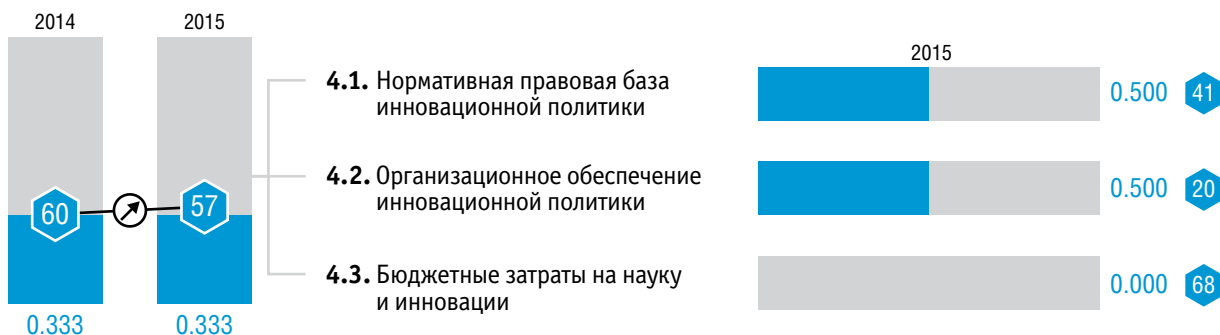 2014
2015
60
57
0.333
0.333
4.1. Нормативная правовая база
инновационной политики
4.2. Организационное обеспечение
инновационной политики
4.3. Бюджетные затраты на науку
и инновации
2015
0.500 41
0.500 20
0.000 68